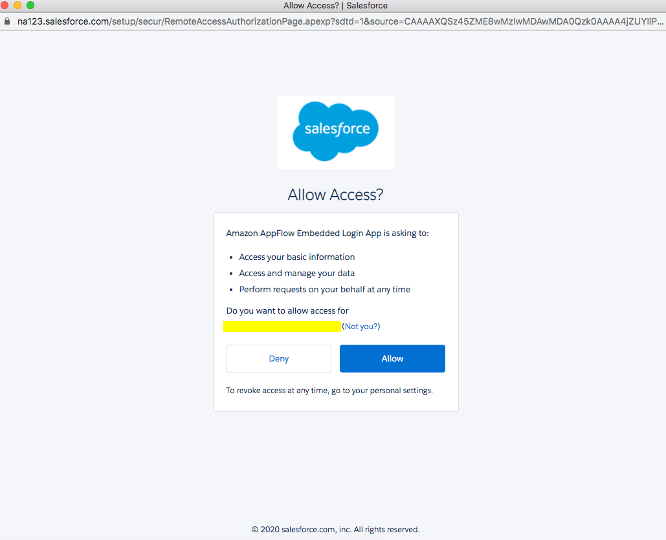 Allow Access? | Salesforce
na123.salesforce.com/setup/secur/RemoteAccessAuthorizationPage.apexp?sdtd=1&source=CAAAAXQSz45ZME8wMzIwMDAwMDA0Qzk0AAAA4jZUYIlP...
salesforce
Allow Access?
Amazon AppFlow Embedded Login App is asking to:
• Access your basic information
• Access and manage your data
• Perform requests on your behalf at any time
Do you want to allow access for
(Not you?)
Deny
Allow
To revoke access at any time, go to your personal settings.
© 2020 salesforce.com, inc. All rights reserved.